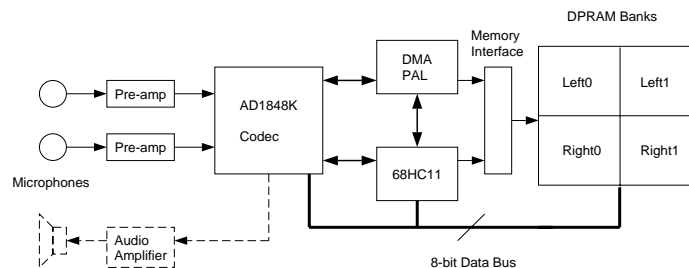 DPRAM Banks
Memory
Interface
DMA
PAL
Left0
Left1
Pre-amp
AD1848K
Codec
Pre-amp
Right0
Right1
68HC11
Microphones
Audio
Amplifier
8-bit Data Bus